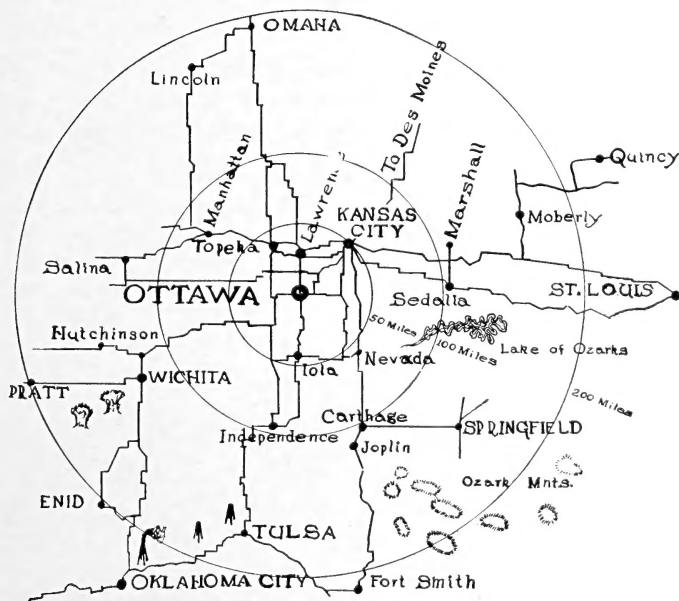 OMAHA
Lincoln
To Des Moines
Manhattan
Lawren
Marshall
Quincy
KANSAS
CITY
Moberly
Topeka
Salina
OTTAWA
Sedalla
ST. LOUIS
50 Miles
Hutchinson
100 Miles
Lake of Ozarks
Nevada
Iola
WICHITA
PRATT
200 Miles
Carthage
Independence
SPRINGFIELD
Joplin
Ozark Mnts.
ENID
TULSA
OKLAHOMA CITY
Fort Smith